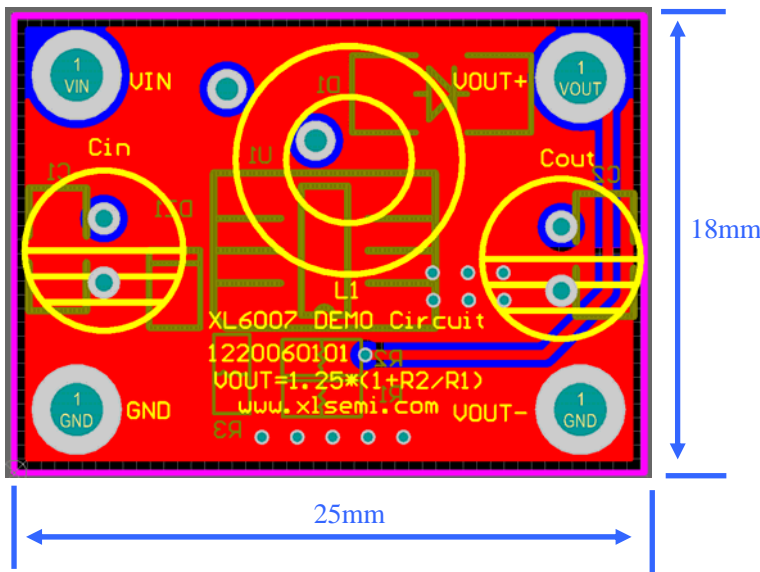 1
VIN
VIN
D1
VOUT+
1
VOUT
Cin
U1
Cout
C1
C2
DZ1
18mm
L1
XL6007 DEMO Circuit
1220060101
R2
VOUT=1.25*(1+R2/R1)
R1
www.xlsemi.com
1
GND
GND
R3
VOUT-
1
GND
25mm